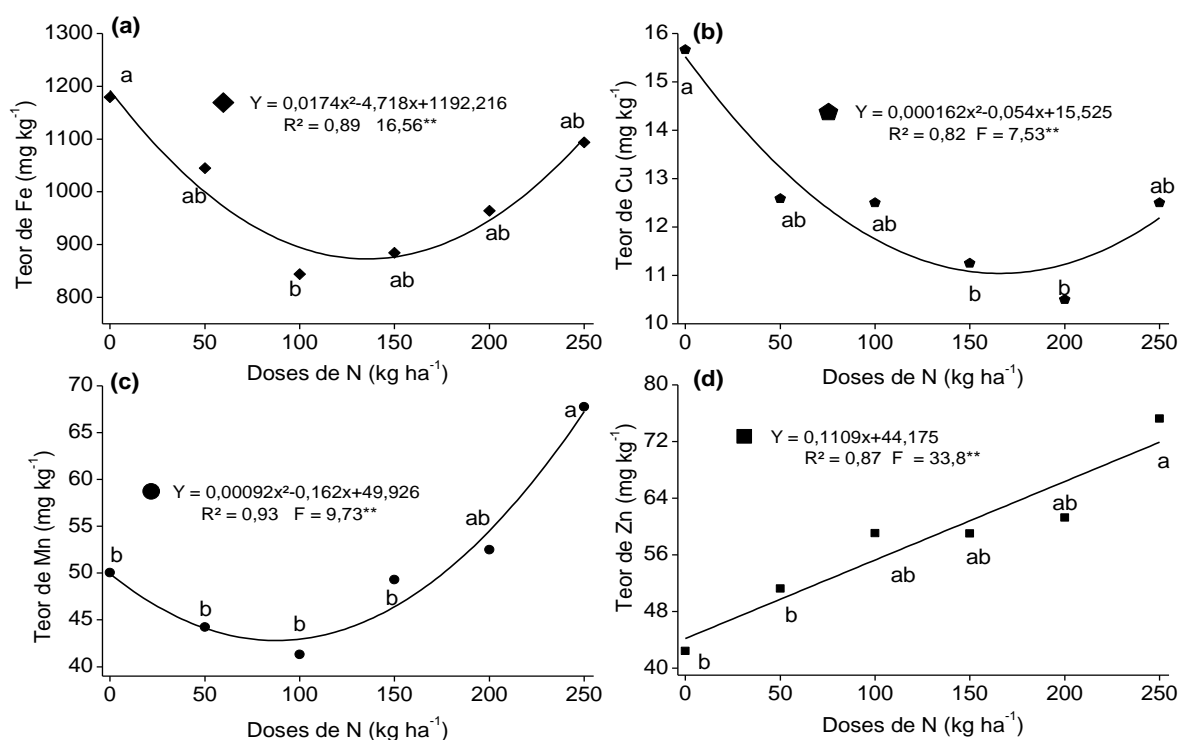 (a)
Teor de Fe (mg kg⁻¹)
1300
1200
1100
1000
900
800
a
ab
b
ab
ab
ab
Y = 0,0174x²-4,718x+1192,216
R² = 0,89 16,56**
0 50 100 150 200 250
Doses de N (kg ha⁻¹)
(b)
Teor de Cu (mg kg⁻¹)
16
15
14
13
12
11
10
a
ab
ab
b
b
ab
Y = 0,000162x²-0,054x+15,525
R² = 0,82 F = 7,53**
0 50 100 150 200 250
Doses de N (kg ha⁻¹)
(c)
Teor de Mn (mg kg⁻¹)
70
65
60
55
50
45
40
b
b
b
b
ab
a
Y = 0,00092x²-0,162x+49,926
R² = 0,93 F = 9,73**
0 50 100 150 200 250
Doses de N (kg ha⁻¹)
(d)
Teor de Zn (mg kg⁻¹)
80
72
64
56
48
40
b
b
ab
ab
ab
a
Y = 0,1109x+44,175
R² = 0,87 F = 33,8**
0 50 100 150 200 250
Doses de N (kg ha⁻¹)